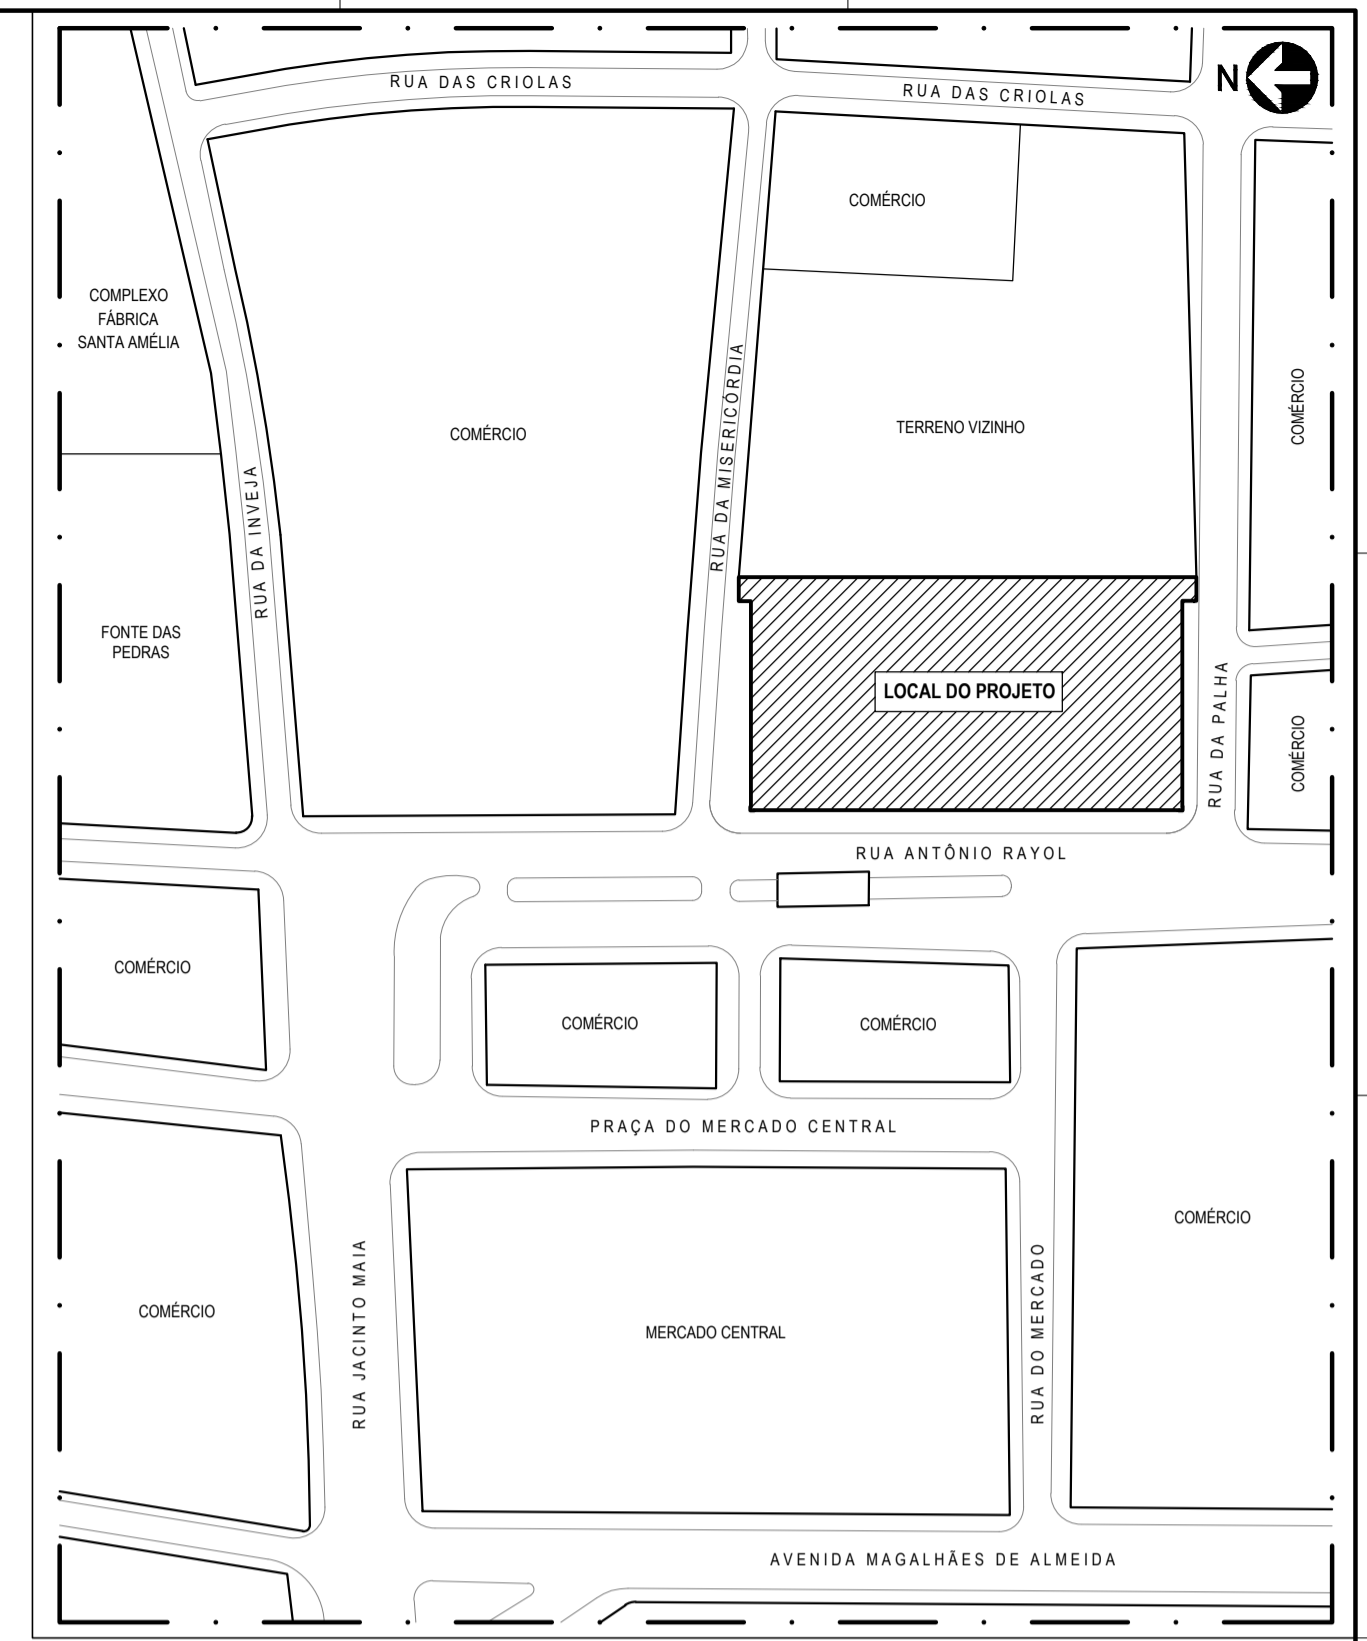 RUA DAS CRIOLAS
RUA DAS CRIOLAS
N
COMÉRCIO
COMPLEXO
FÁBRICA
SANTA AMÉLIA
COMÉRCIO
RUA DA MISERICÓRDIA
TERRENO VIZINHO
COMÉRCIO
RUA DA INVEJA
FONTE DAS
PEDRAS
LOCAL DO PROJETO
RUA DA PALHA
COMÉRCIO
RUA ANTÔNIO RAYOL
COMÉRCIO
COMÉRCIO
COMÉRCIO
PRAÇA DO MERCADO CENTRAL
COMÉRCIO
COMÉRCIO
RUA JACINTO MAIA
MERCADO CENTRAL
RUA DO MERCADO
AVENIDA MAGALHÃES DE ALMEIDA